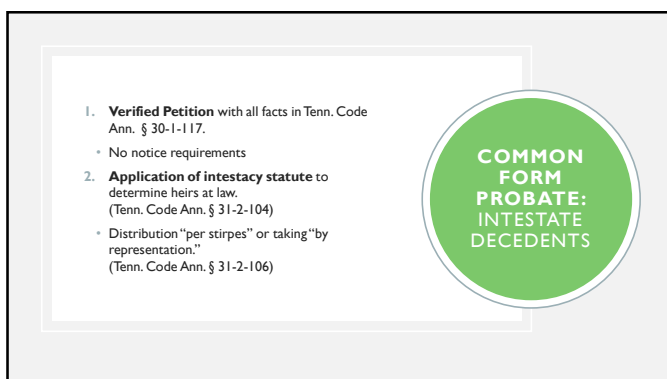 1. Verified Petition with all facts in Tenn. Code
Ann. § 30-1-117.
• No notice requirements
2. Application of intestacy statute to
determine heirs at law.
(Tenn. Code Ann. § 31-2-104)
• Distribution “per stirpes” or taking “by
representation.”
(Tenn. Code Ann. § 31-2-106)
COMMON
FORM
PROBATE:
INTESTATE
DECEDENTS